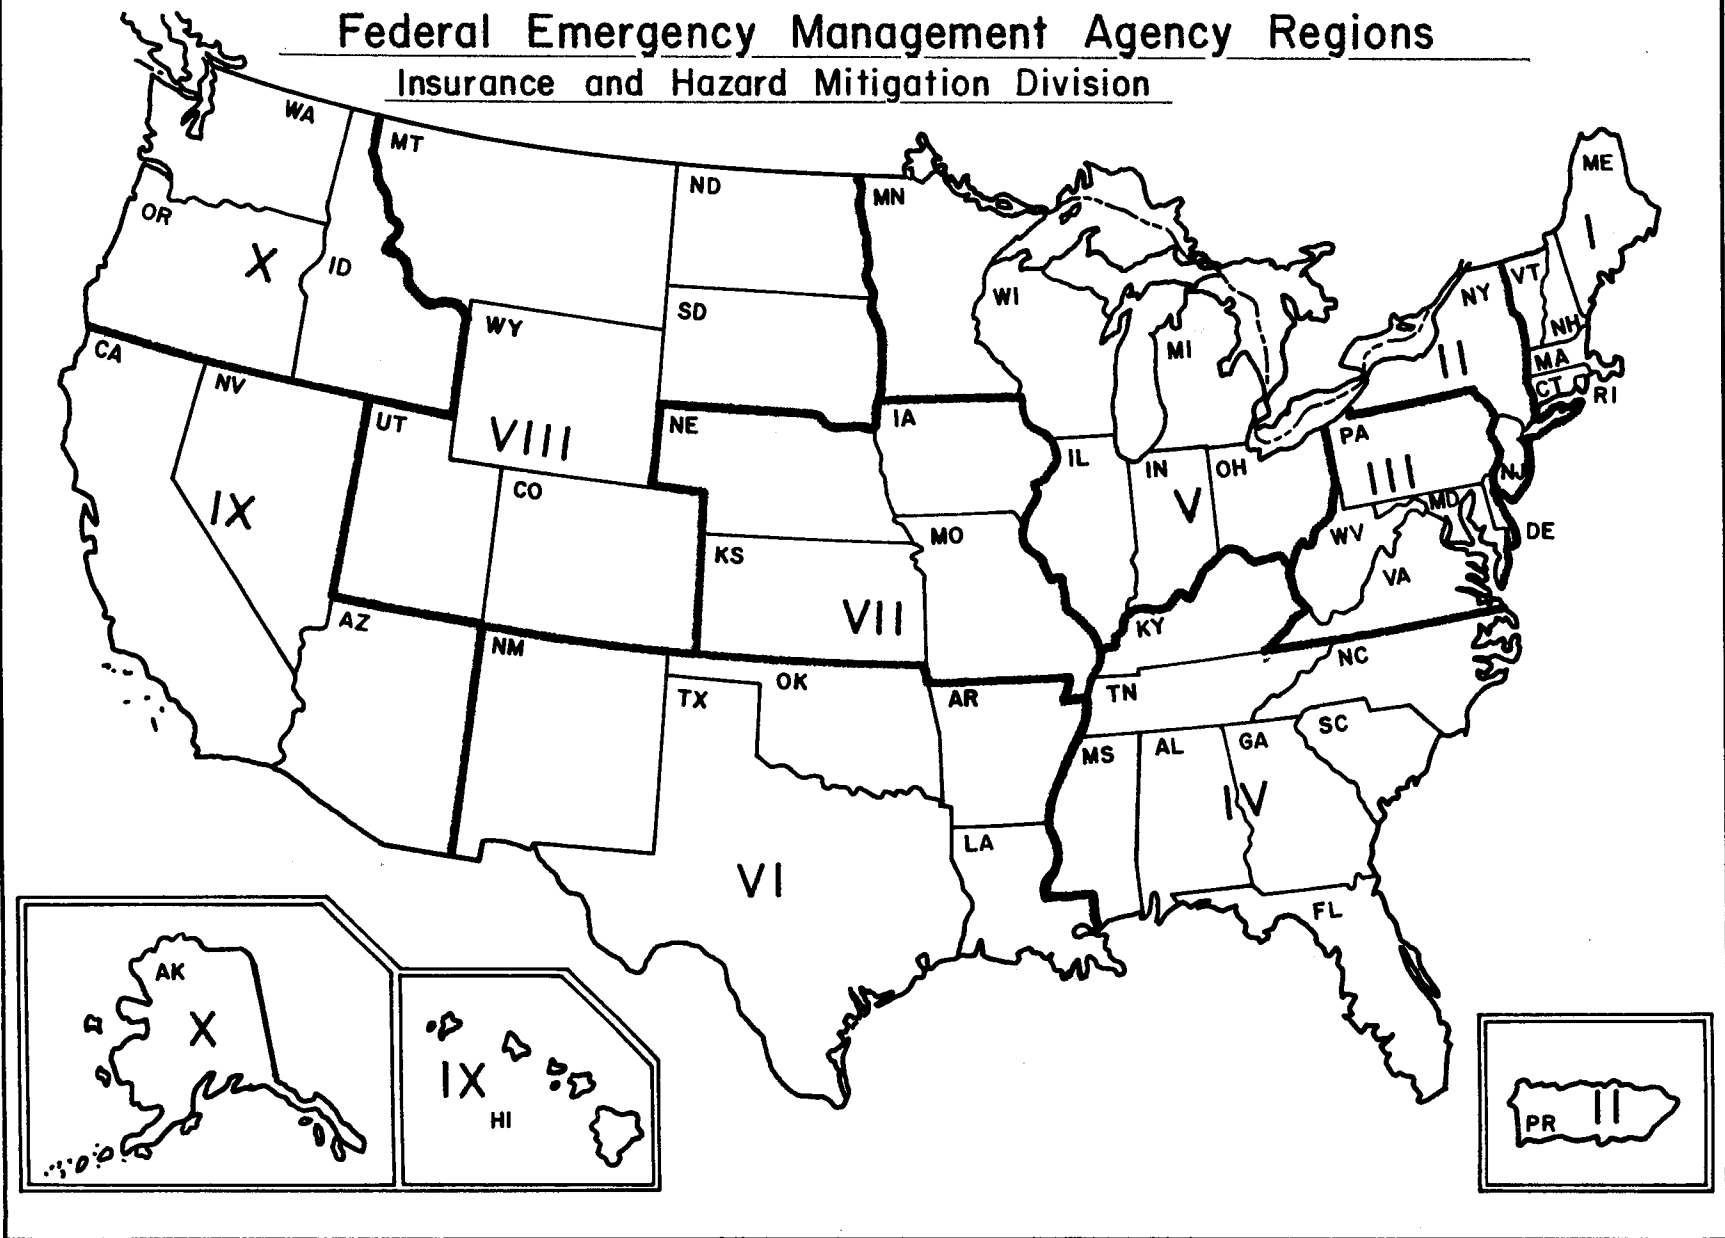 Federal Emergency Management Agency Regions
Insurance and Hazard Mitigation Division
WA
MT
ND
MN
ME
OR
X
ID
I
WY
SD
WI
MI
NY
VT
NH
II
MA
CT
RI
CA
NV
UT
VIII
NE
IA
IL
IN
OH
PA
III
NJ
IX
CO
V
MD
DE
KS
MO
WV
VA
VII
AZ
NM
KY
NC
TX
OK
AR
TN
SC
MS
AL
GA
IV
LA
VI
FL
AK
X
IX
HI
PR
II